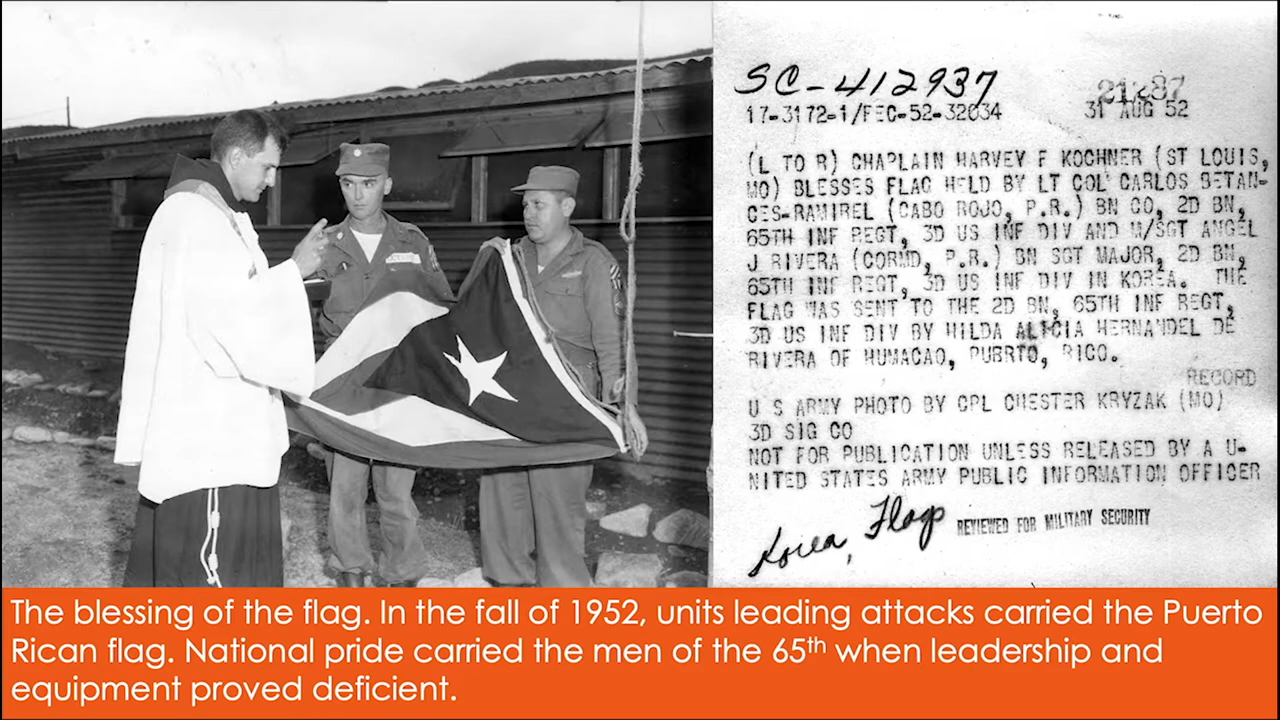 SC-412937
17-3172-1/FEC-52-32034
31 AUG 52
(L TO R) CHAPLAIN HARVEY F KOCHNER (ST LOUIS,
MO) BLESSES FLAG HELD BY LT COL CARLOS BETAN-
CES-RAMIREL (CABO ROJO, P.R.) BN CO, 2D BN,
65TH INF REGT, 3D US INF DIV AND M/SGT ANGEL
J RIVERA (CORMD, P.R.) BN SGT MAJOR, 2D BN,
65TH INF REGT, 3D US INF DIV IN KOREA. THE
FLAG WAS SENT TO THE 2D BN, 65TH INF REGT,
3D US INF DIV BY HILDA ALICIA HERNANDEL DE
RIVERA OF HUMACAO, PUBRTO, RICO.
RECORD
U S ARMY PHOTO BY CPL CHESTER KRYZAK (MO)
3D SIG CO
NOT FOR PUBLICATION UNLESS RELEASED BY A U-
NITED STATES ARMY PUBLIC INFORMATION OFFICER
Korea, Flags REVIEWED FOR MILITARY SECURITY
The blessing of the flag. In the fall of 1952, units leading attacks carried the Puerto
Rican flag. National pride carried the men of the 65th when leadership and
equipment proved deficient.